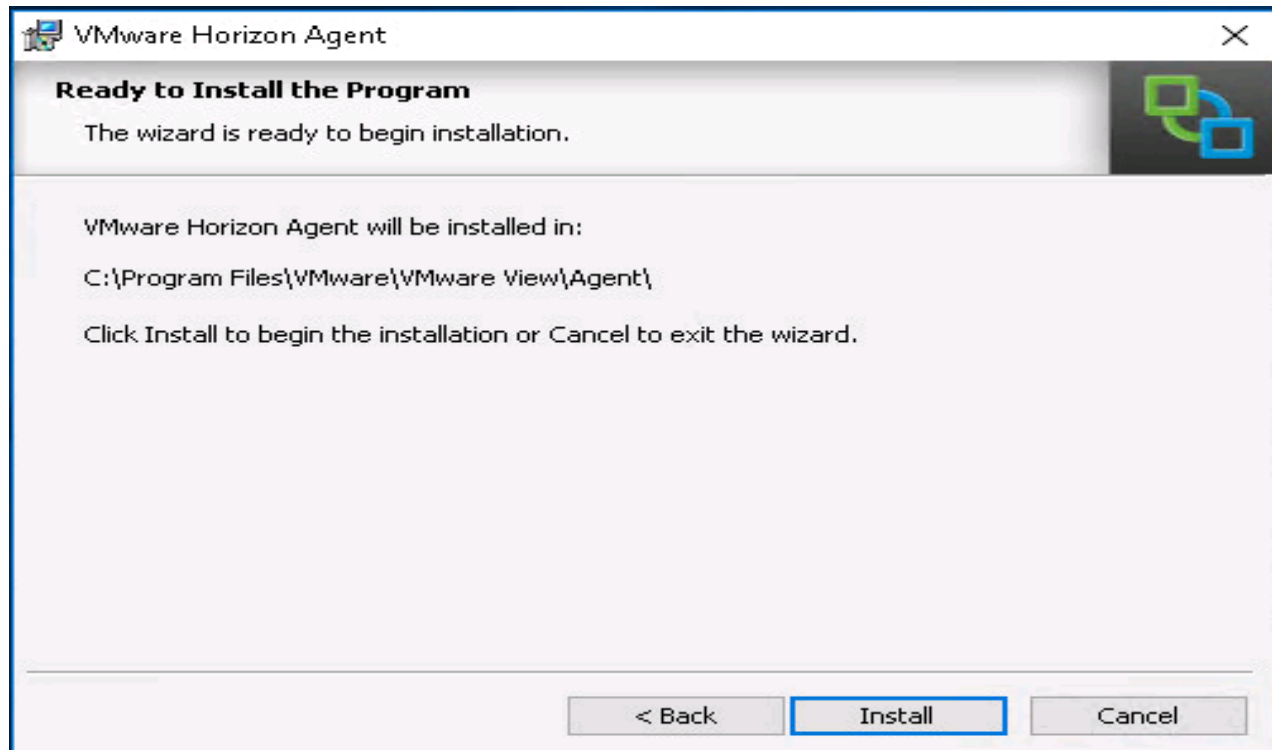 VMware Horizon Agent
Ready to Install the Program
The wizard is ready to begin installation.
VMware Horizon Agent will be installed in:
C:\Program Files\VMware\VMware View\Agent\
Click Install to begin the installation or Cancel to exit the wizard.
< Back
Install
Cancel